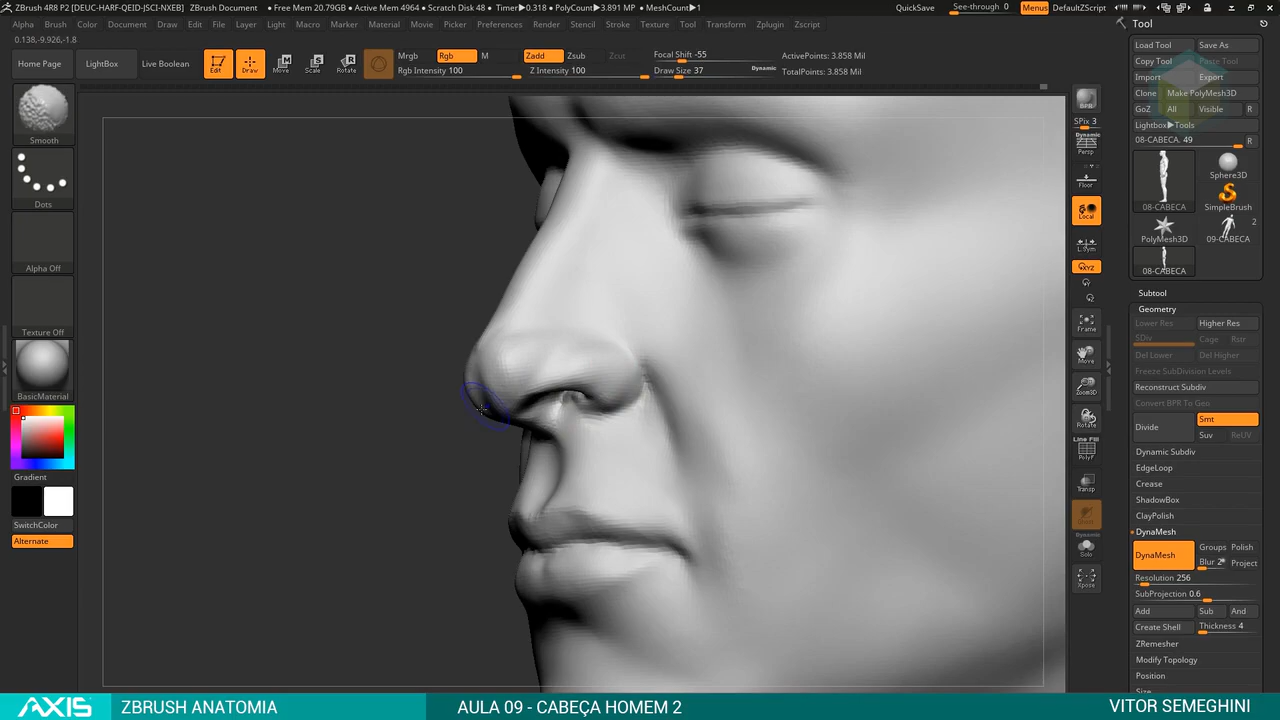 ZBrush 4R8 P2 [DEUC-HARF-QEID-JSCI-NXEB] ZBrush Document • Free Mem 20.79GB • Active Mem 4964 • Scratch Disk 48 • Timer▶0.318 • PolyCount▶3.891 MP • MeshCount▶1 QuickSave See-through 0 Menus DefaultZScript
Alpha Brush Color Document Draw Edit File Layer Light Macro Marker Material Movie Picker Preferences Render Stencil Stroke Texture Tool Transform Zplugin Zscript
0.138,-9.926,-1.8
Home Page LightBox Live Boolean Edit Draw Move Scale Rotate
Mrgb Rgb M Zadd Zsub Zcut Focal Shift -55 ActivePoints: 3.858 Mil
Rgb Intensity 100 Z Intensity 100 Draw Size 37 Dynamic TotalPoints: 3.858 Mil
Smooth
Dots
Alpha Off
Texture Off
BasicMaterial
Gradient
SwitchColor
Alternate
BPR
SPix 3
Dynamic
Persp
Floor
Local
L.Sym
XYZ
Frame
Move
Zoom3D
Rotate
Line Fill
PolyF
Transp
Ghost
Dynamic
Solo
Xpose
Tool
Load Tool Save As
Copy Tool Paste Tool
Import Export
Clone Make PolyMesh3D
GoZ All Visible R
Lightbox▶Tools
08-CABECA. 49 R
08-CABECA Sphere3D
SimpleBrush
PolyMesh3D 09-CABECA 2
08-CABECA
Subtool
Geometry
Lower Res Higher Res
SDiv Cage Rstr
Del Lower Del Higher
Freeze SubDivision Levels
Reconstruct Subdiv
Convert BPR To Geo
Divide Smt
Suv ReUV
Dynamic Subdiv
EdgeLoop
Crease
ShadowBox
ClayPolish
DynaMesh
DynaMesh Groups Polish
Blur 2 Project
Resolution 256
SubProjection 0.6
Add Sub And
Create Shell Thickness 4
ZRemesher
Modify Topology
Position
Size
AXIS ZBRUSH ANATOMIA AULA 09 - CABEÇA HOMEM 2 VITOR SEMEGHINI